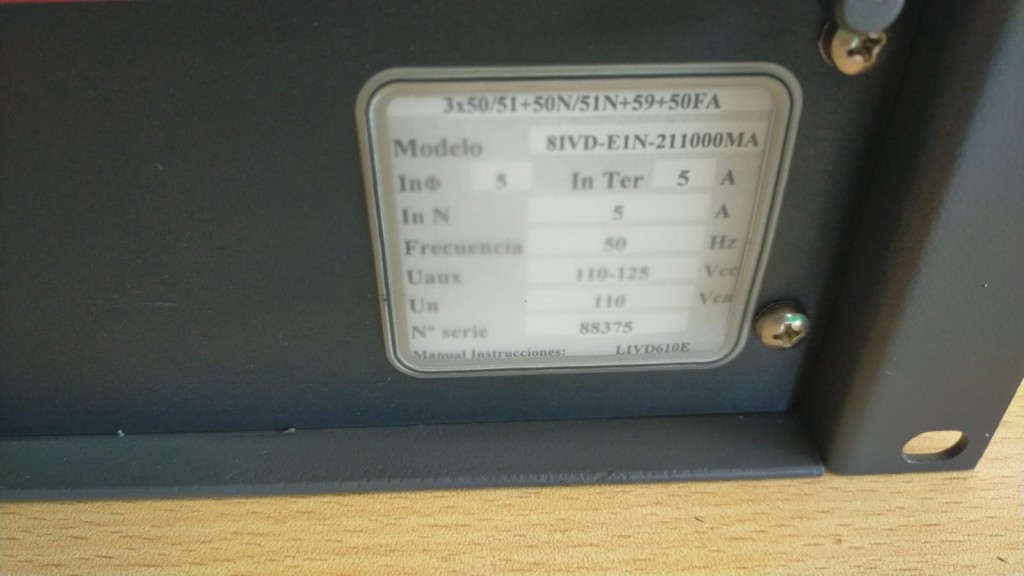 3x50/51+50N/51N+59+50FA
Modelo 8IVD-E1N-211000MA
InΦ 5 In Ter 5 A
In N 5 A
Frecuencia 50 Hz
Uaux 110-125 Vcc
Un 110 Vca
Nº serie 88375
Manual Instrucciones: LIVD610E